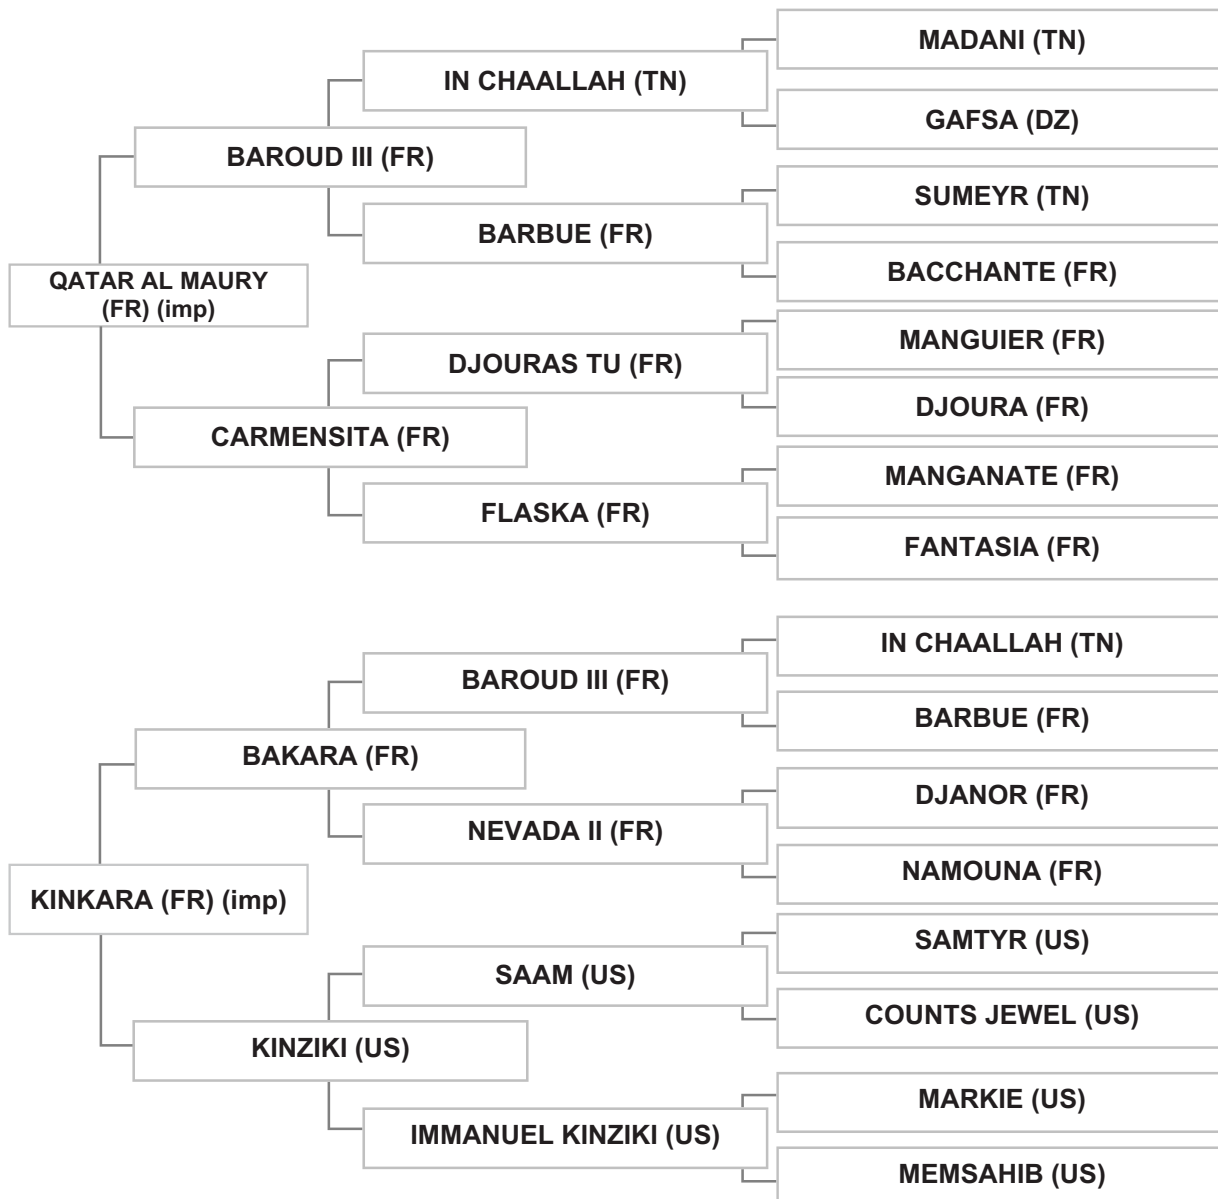 MADANI (TN)
IN CHAALLAH (TN)
GAFSA (DZ)
BAROUD III (FR)
SUMEYR (TN)
BARBUE (FR)
BACCHANTE (FR)
QATAR AL MAURY
(FR) (imp)
MANGUIER (FR)
DJOURAS TU (FR)
DJOURA (FR)
CARMENSITA (FR)
MANGANATE (FR)
FLASKA (FR)
FANTASIA (FR)
IN CHAALLAH (TN)
BAROUD III (FR)
BARBUE (FR)
BAKARA (FR)
DJANOR (FR)
NEVADA II (FR)
NAMOUNA (FR)
KINKARA (FR) (imp)
SAMTYR (US)
SAAM (US)
COUNTS JEWEL (US)
KINZIKI (US)
MARKIE (US)
IMMANUEL KINZIKI (US)
MEMSAHIB (US)